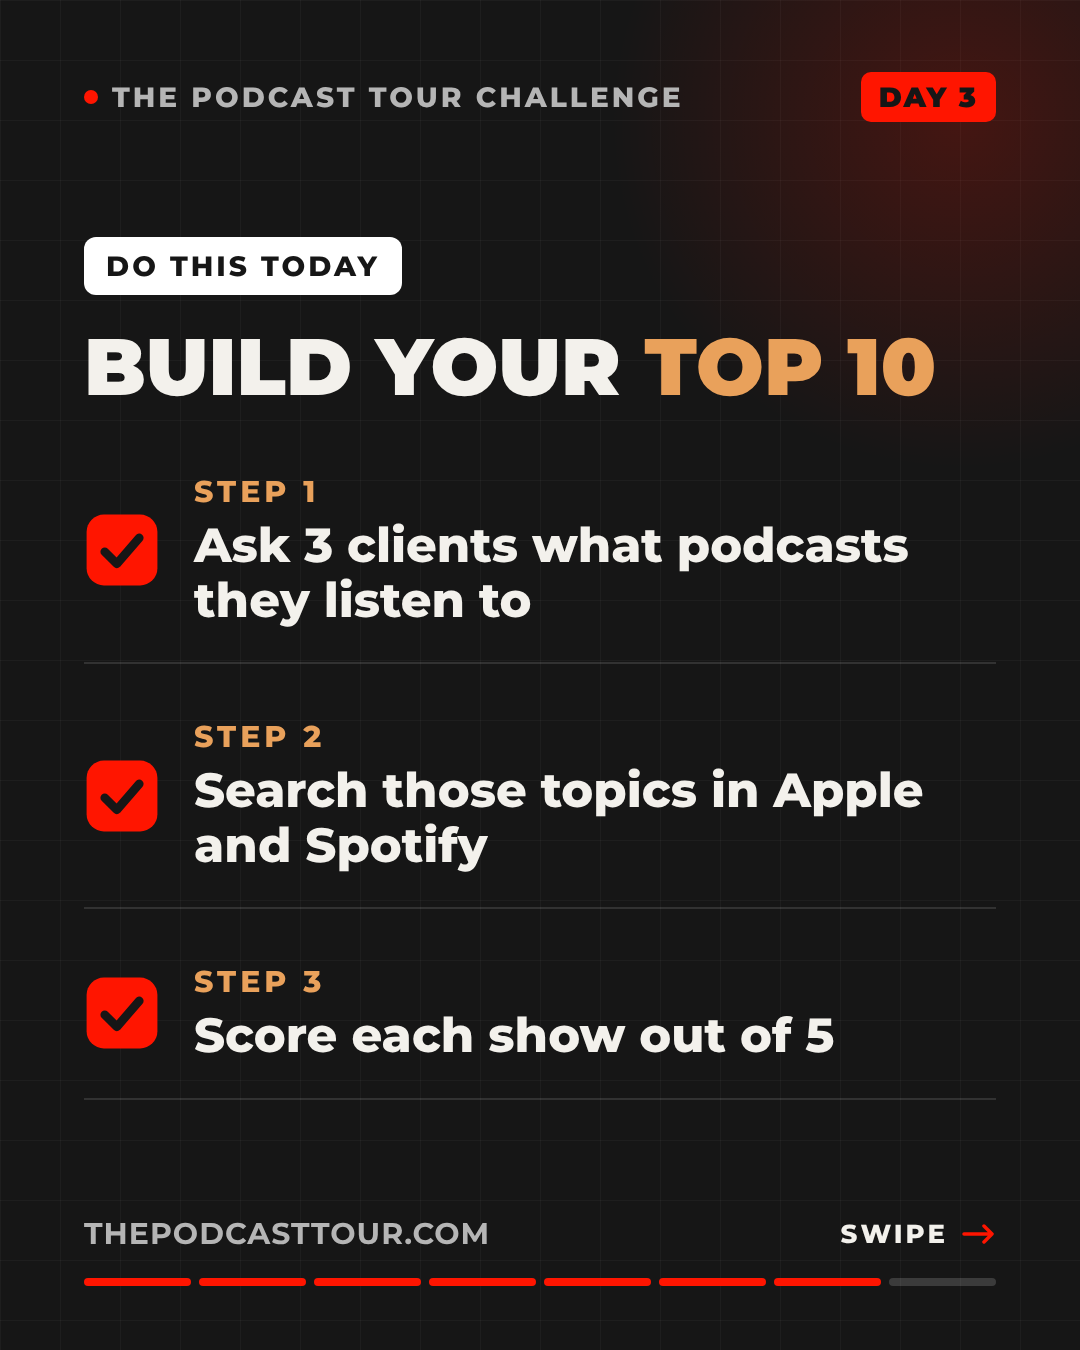 THE PODCAST TOUR CHALLENGE
DAY 3
DO THIS TODAY
BUILD YOUR TOP 10
STEP 1
Ask 3 clients what podcasts
they listen to
STEP 2
Search those topics in Apple
and Spotify
STEP 3
Score each show out of 5
THEPODCASTTOUR.COM
SWIPE →